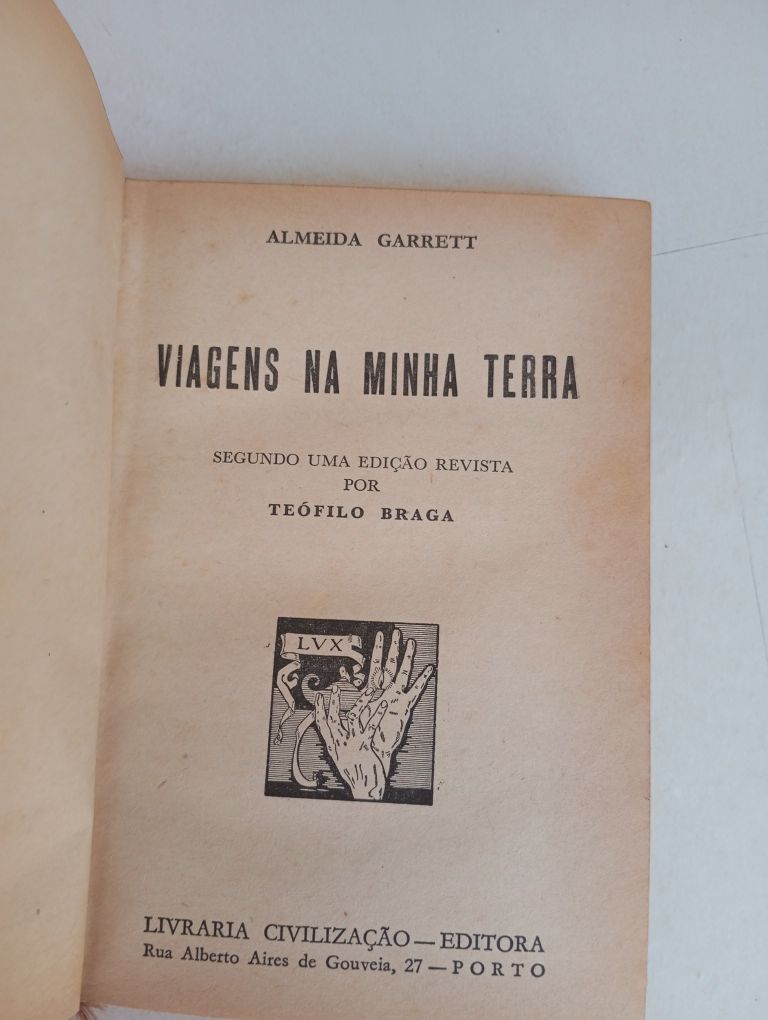 ALMEIDA GARRETT
VIAGENS NA MINHA TERRA
SEGUNDO UMA EDIÇÃO REVISTA
POR
TEÓFILO BRAGA
LVX
LIVRARIA CIVILIZAÇÃO — EDITORA
Rua Alberto Aires de Gouveia, 27 — PORTO